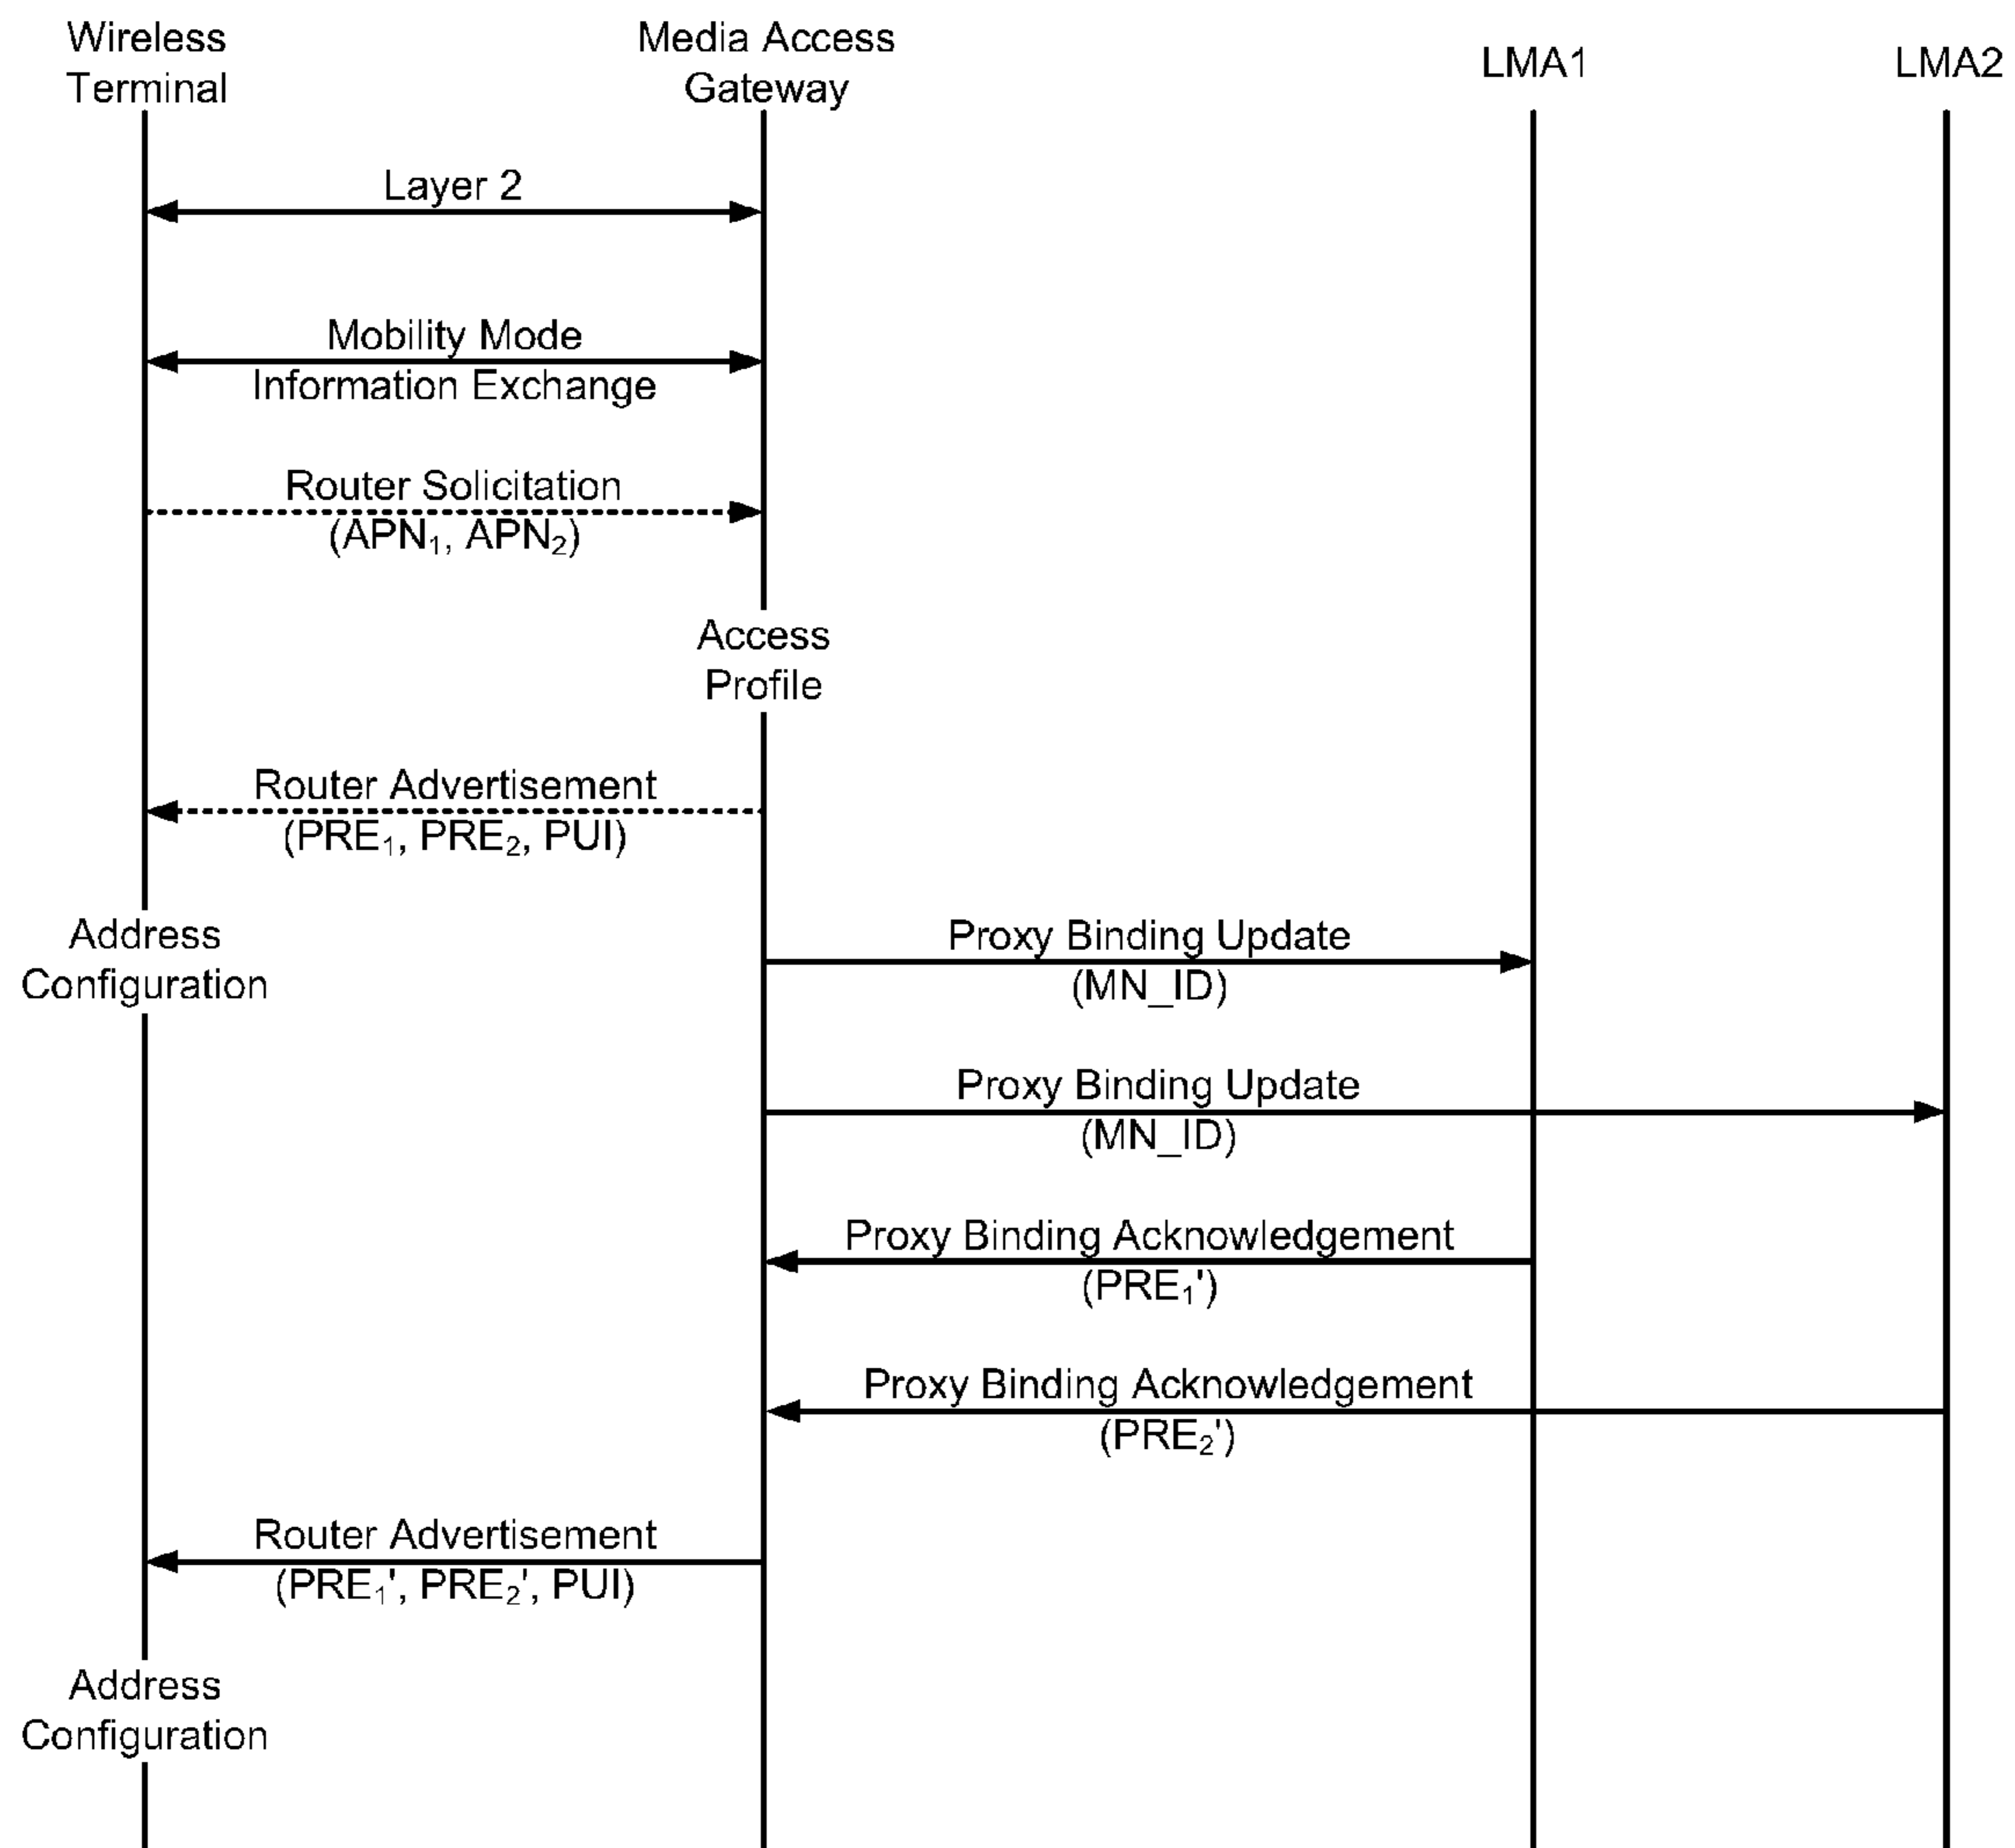 Wireless
Terminal
Media Access
Gateway
LMA1
LMA2
Layer 2
Mobility Mode
Information Exchange
Router Solicitation
(APN₁, APN₂)
Access
Profile
Router Advertisement
(PRE₁, PRE₂, PUI)
Address
Configuration
Proxy Binding Update
(MN_ID)
Proxy Binding Update
(MN_ID)
Proxy Binding Acknowledgement
(PRE₁')
Proxy Binding Acknowledgement
(PRE₂')
Router Advertisement
(PRE₁', PRE₂', PUI)
Address
Configuration